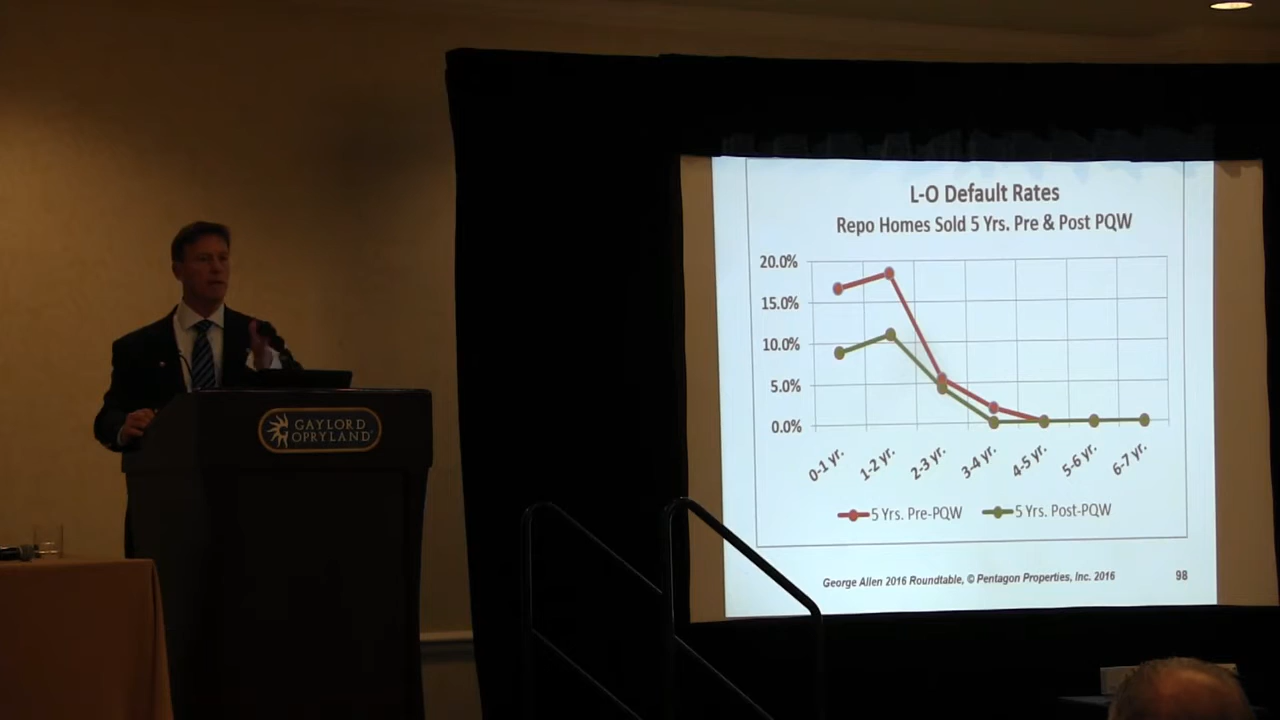 GAYLORD
OPRYLAND
L-O Default Rates
Repo Homes Sold 5 Yrs. Pre & Post PQW
20.0%
15.0%
10.0%
5.0%
0.0%
0-1 yr.
1-2 yr.
2-3 yr.
3-4 yr.
4-5 yr.
5-6 yr.
6-7 yr.
5 Yrs. Pre-PQW
5 Yrs. Post-PQW
George Allen 2016 Roundtable, © Pentagon Properties, Inc. 2016
98